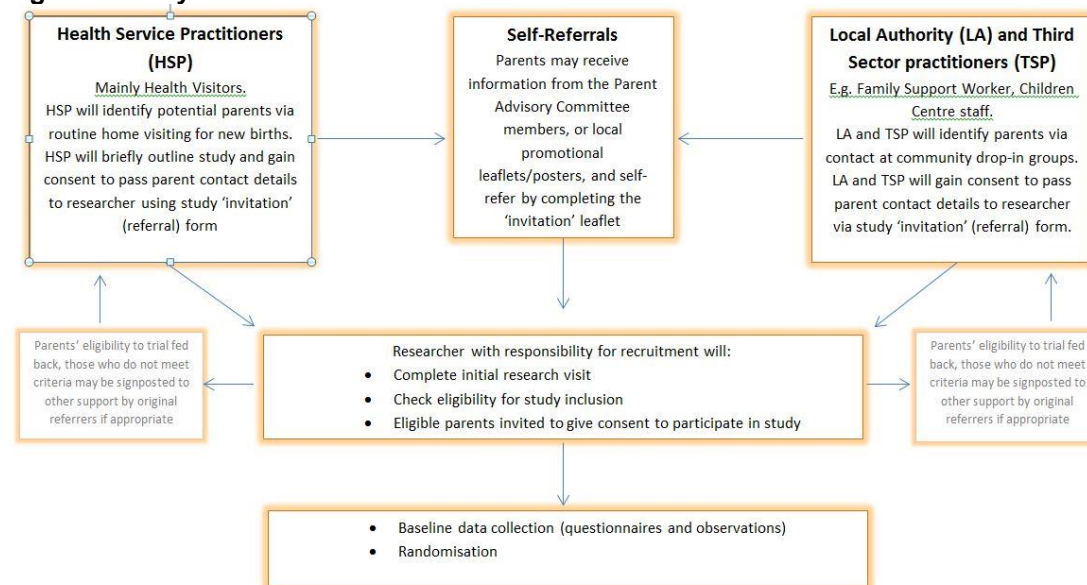 Health Service Practitioners
(HSP)
Mainly Health Visitors.
HSP will identify potential parents via
routine home visiting for new births.
HSP will briefly outline study and gain
consent to pass parent contact details
to researcher using study ‘invitation’
(referral) form
Self-Referrals
Parents may receive
information from the Parent
Advisory Committee
members, or local
promotional
leaflets/posters, and self-
refer by completing the
‘invitation’ leaflet
Local Authority (LA) and Third
Sector practitioners (TSP)
E.g. Family Support Worker, Children
Centre staff.
LA and TSP will identify parents via
contact at community drop-in groups.
LA and TSP will gain consent to pass
parent contact details to researcher
via study ‘invitation’ (referral) form.
Parents’ eligibility to trial fed
back, those who do not meet
criteria may be signposted to
other support by original
referrers if appropriate
Researcher with responsibility for recruitment will:
• Complete initial research visit
• Check eligibility for study inclusion
• Eligible parents invited to give consent to participate in study
Parents’ eligibility to trial fed
back, those who do not meet
criteria may be signposted to
other support by original
referrers if appropriate
• Baseline data collection (questionnaires and observations)
• Randomisation